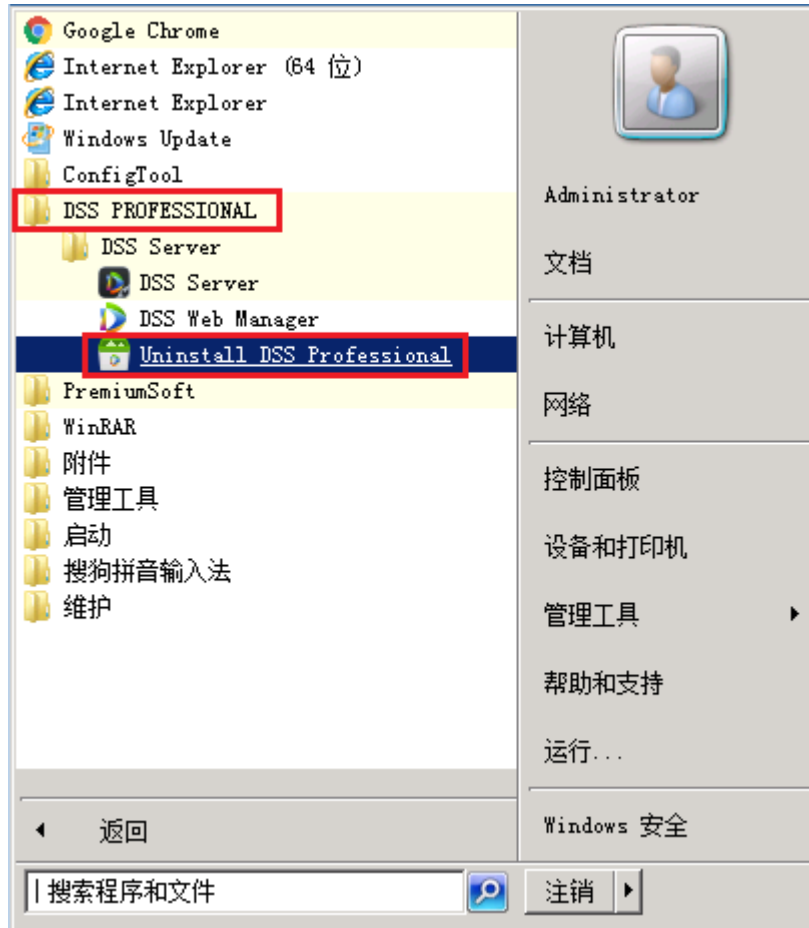 Google Chrome
Internet Explorer (64 位)
Internet Explorer
Windows Update
ConfigTool
DSS PROFESSIONAL
DSS Server
DSS Server
DSS Web Manager
Uninstall DSS Professional
PremiumSoft
WinRAR
附件
管理工具
启动
搜狗拼音输入法
维护
返回
搜索程序和文件
Administrator
文档
计算机
网络
控制面板
设备和打印机
管理工具
帮助和支持
运行...
Windows 安全
注销